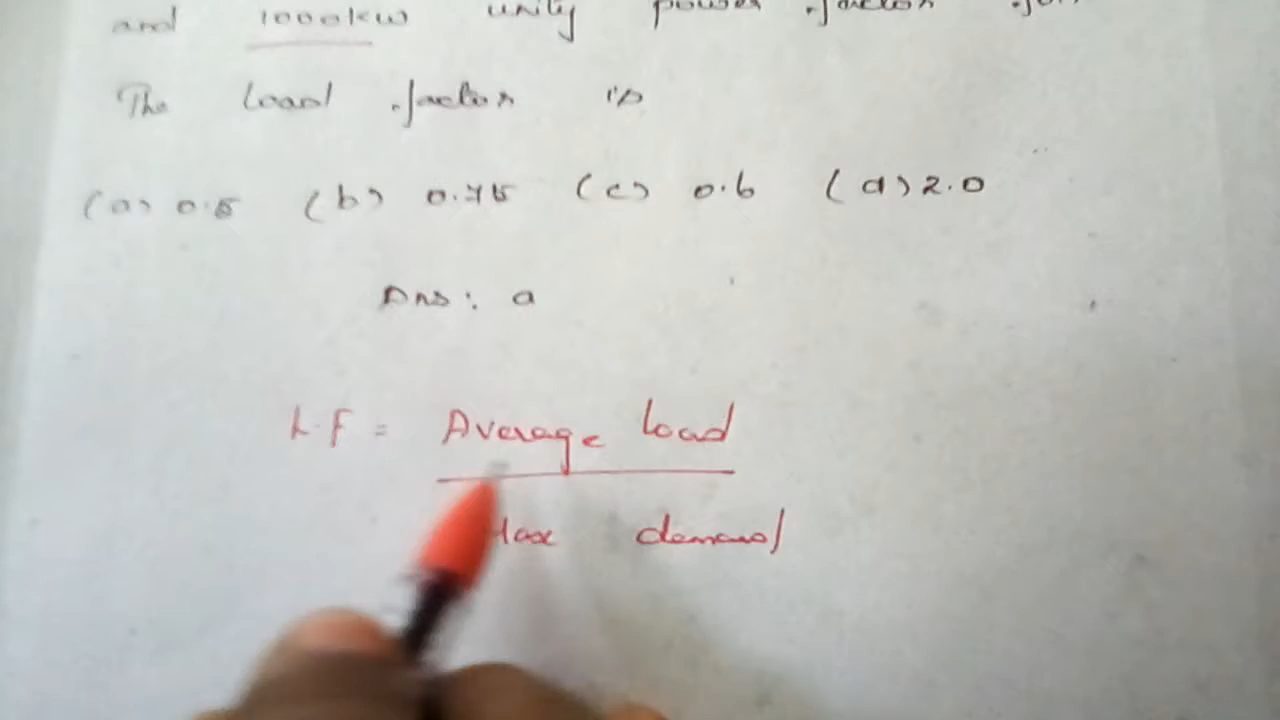 and 1000kW unity power factor for
The load factor is
(a) 0.5 (b) 0.75 (c) 0.6 (d) 2.0
Ans: a
L.F = Average load
Max demand